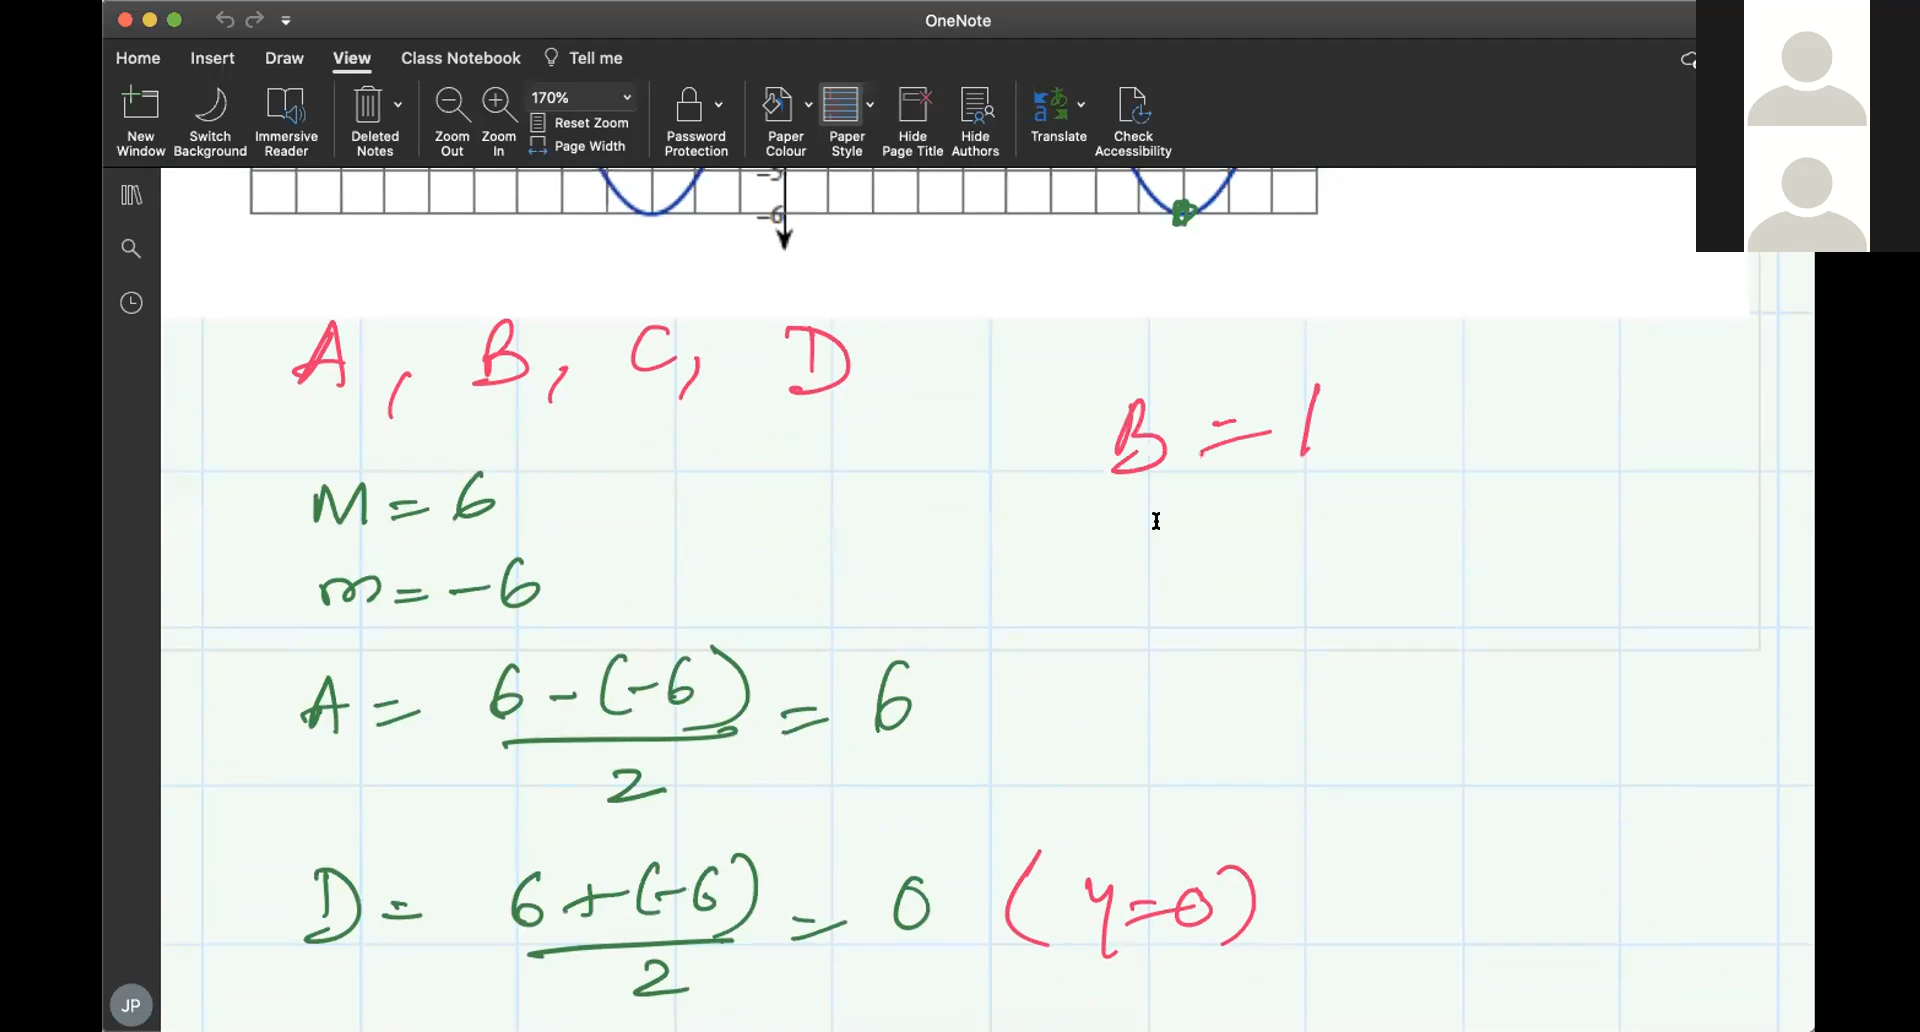 OneNote
Home Insert Draw View Class Notebook Tell me
170%
Reset Zoom
Page Width
New Window
Switch Background
Immersive Reader
Deleted Notes
Zoom Out
Zoom In
Password Protection
Paper Colour
Paper Style
Hide Page Title
Hide Authors
Translate
Check Accessibility
-5
-6
A, B, C, D
B = 1
M = 6
m = -6
A = 6 - (-6) / 2 = 6
D = 6 + (-6) / 2 = 0 (y=0)
JP